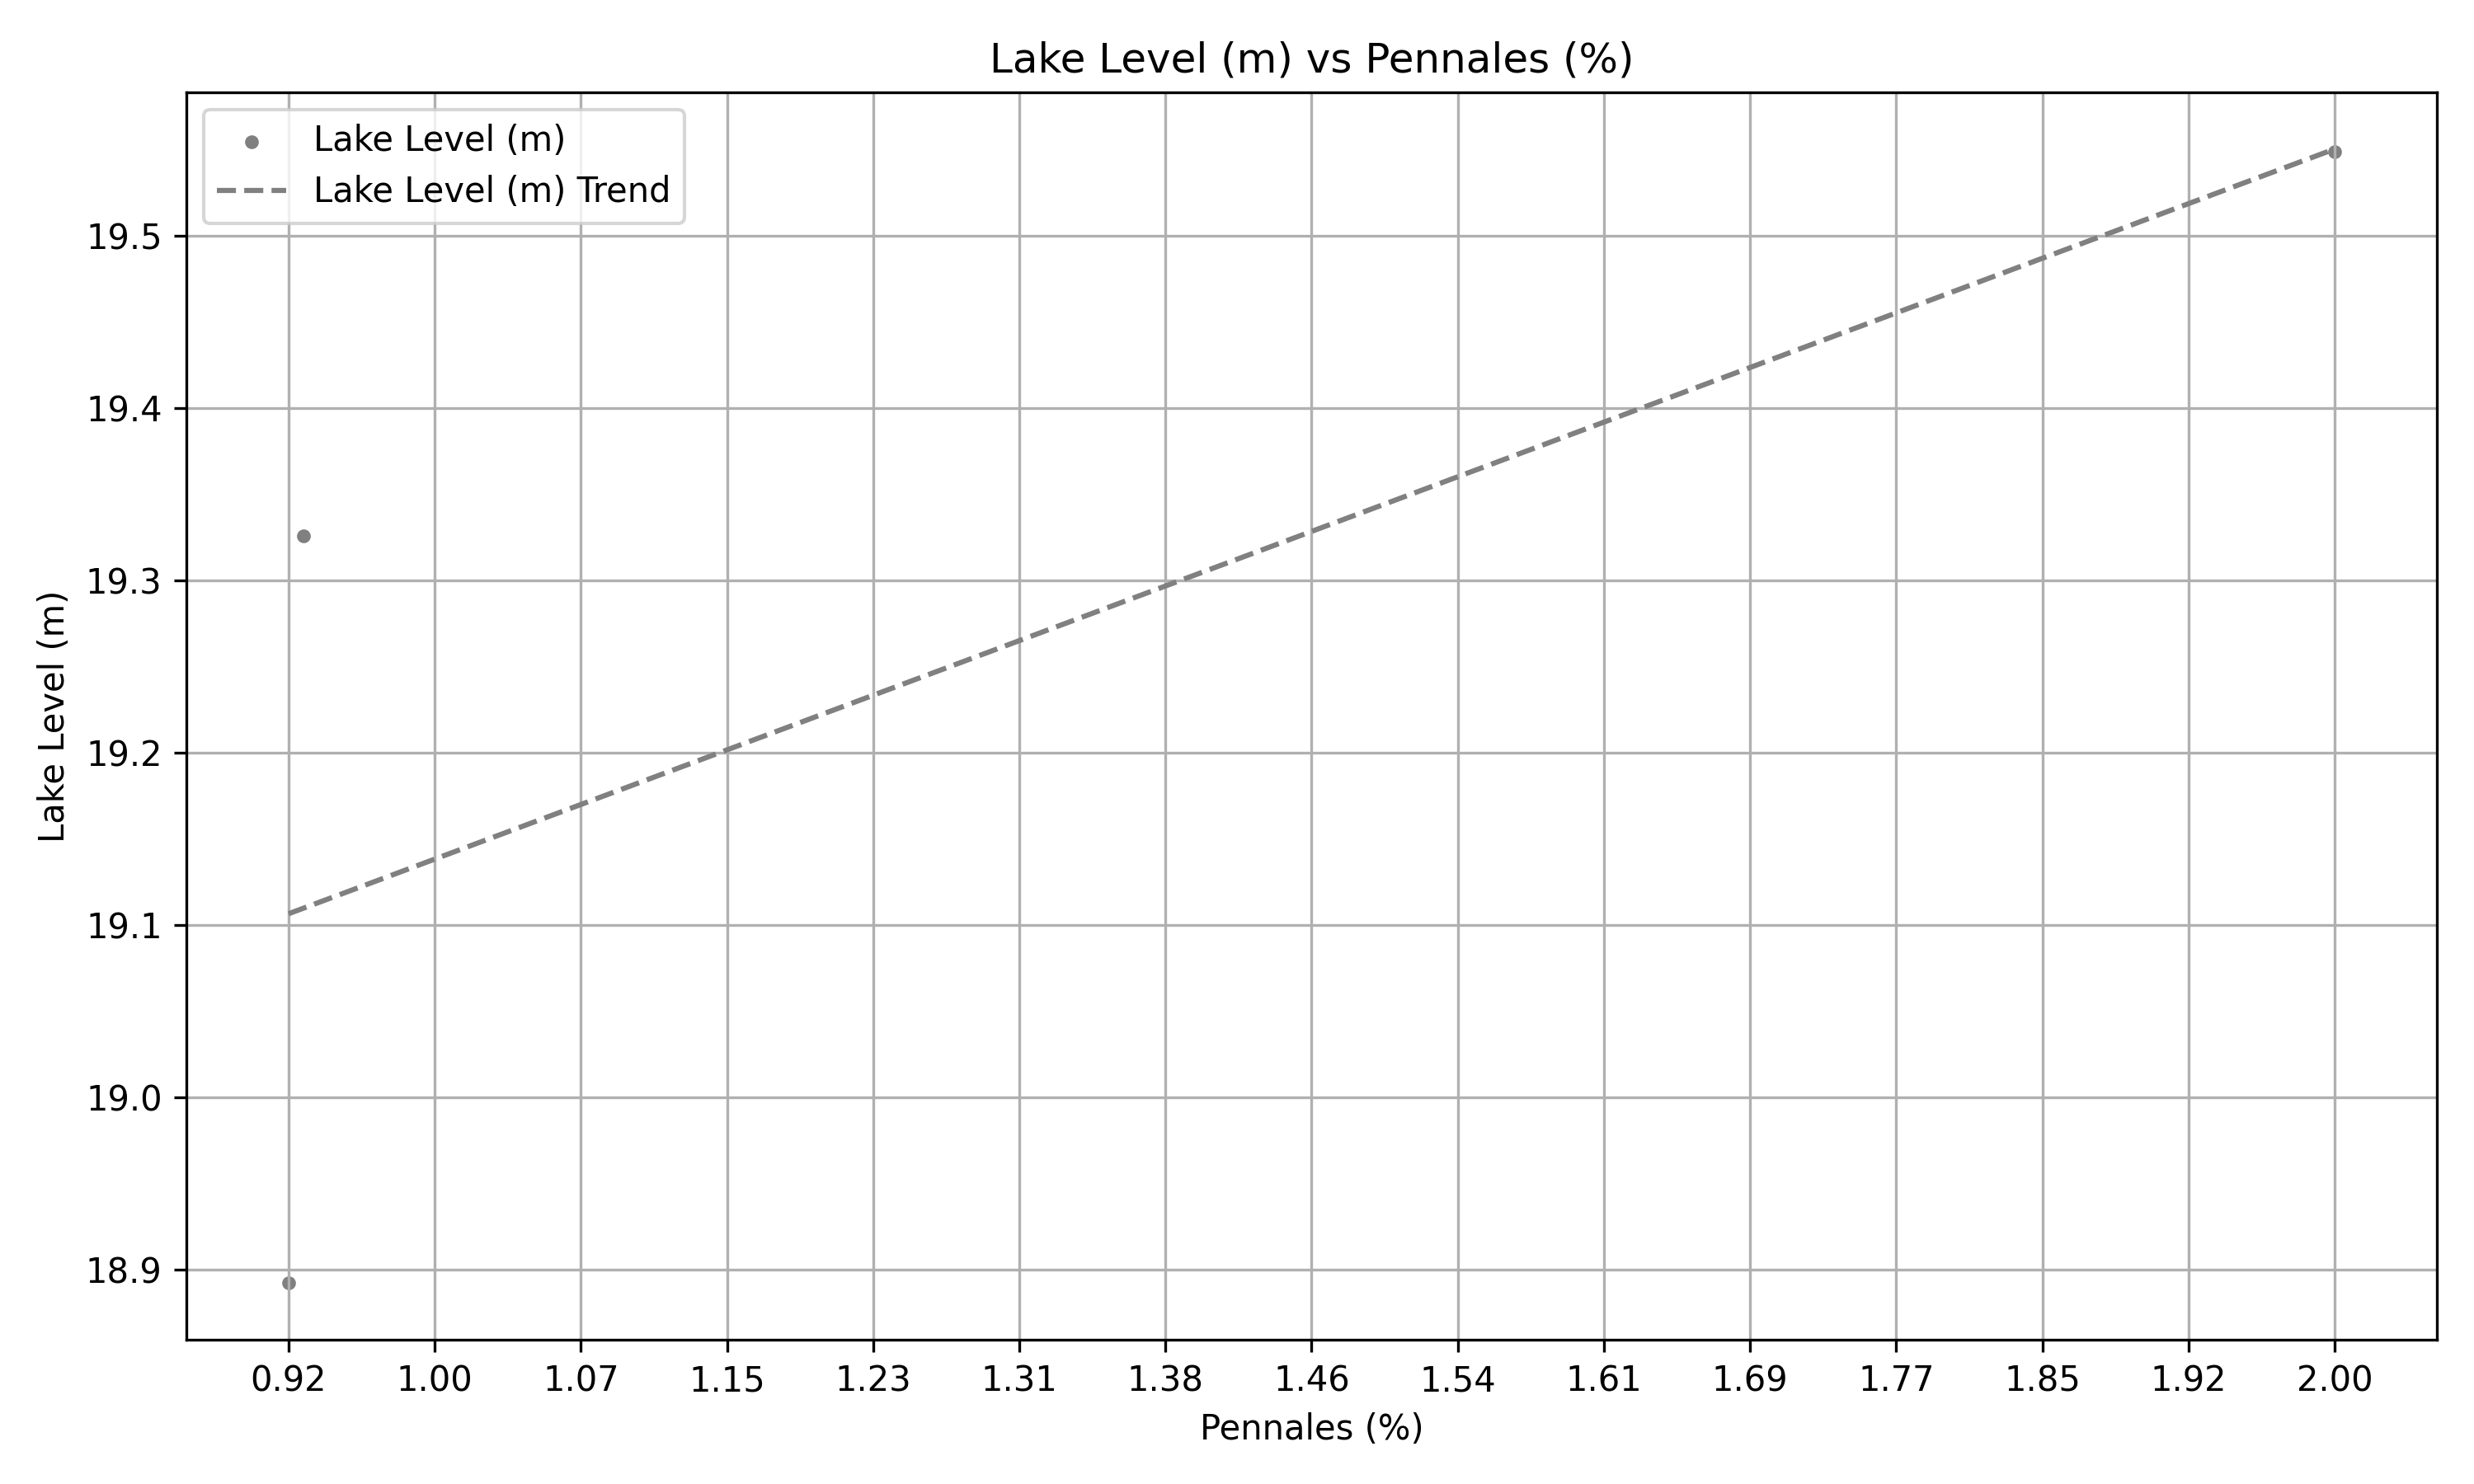 Lake Level (m) vs Pennales (%)
Lake Level (m)
Lake Level (m) Trend
19.5
19.4
19.3
19.2
19.1
19.0
18.9
Lake Level (m)
0.92 1.00 1.07 1.15 1.23 1.31 1.38 1.46 1.54 1.61 1.69 1.77 1.85 1.92 2.00
Pennales (%)